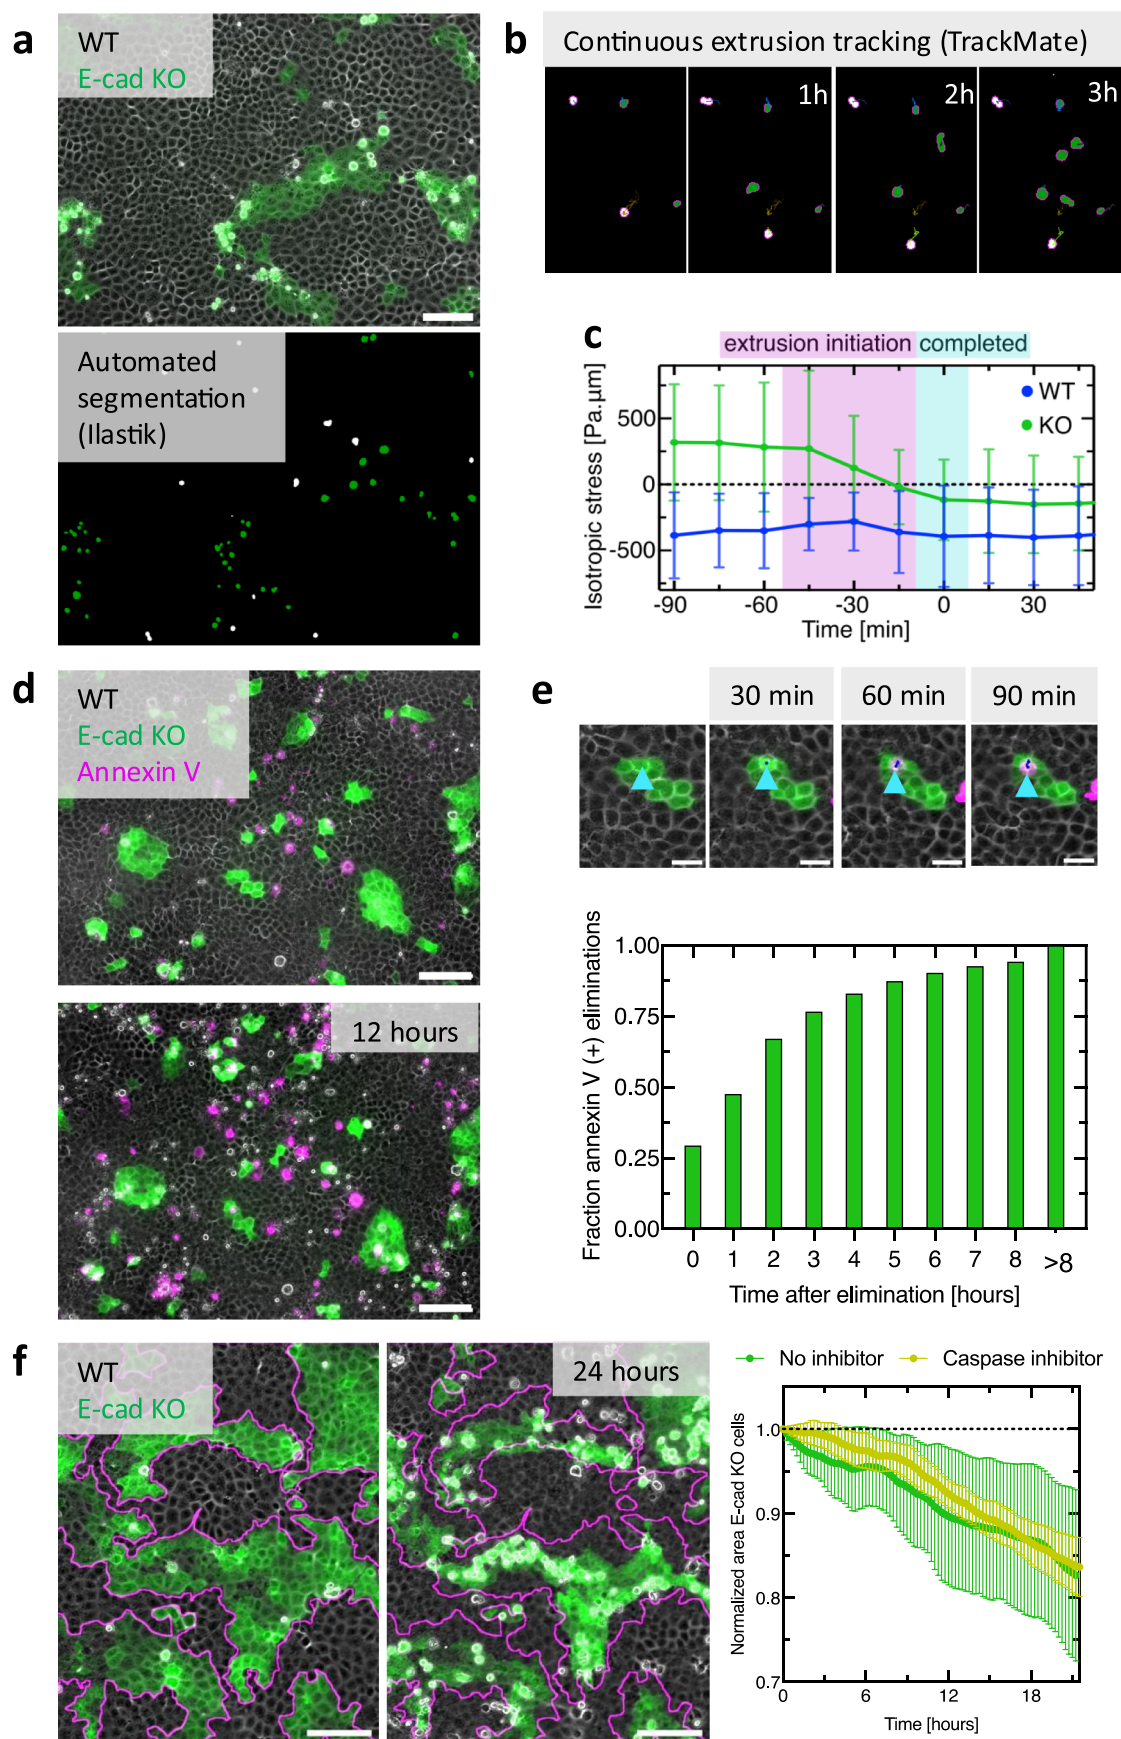 a
WT
E-cad KO
Automated
segmentation
(Ilastik)
b
Continuous extrusion tracking (TrackMate)
1h
2h
3h
c
extrusion initiation
completed
WT
KO
Isotropic stress [Pa.µm]
500
0
-500
-90
-60
-30
0
30
Time [min]
d
WT
E-cad KO
Annexin V
12 hours
e
30 min
60 min
90 min
Fraction annexin V (+) eliminations
1.00
0.75
0.50
0.25
0.00
0
1
2
3
4
5
6
7
8
>8
Time after elimination [hours]
f
WT
E-cad KO
24 hours
No inhibitor
Caspase inhibitor
Normalized area E-cad KO cells
1.0
0.9
0.8
0.7
0
6
12
18
Time [hours]